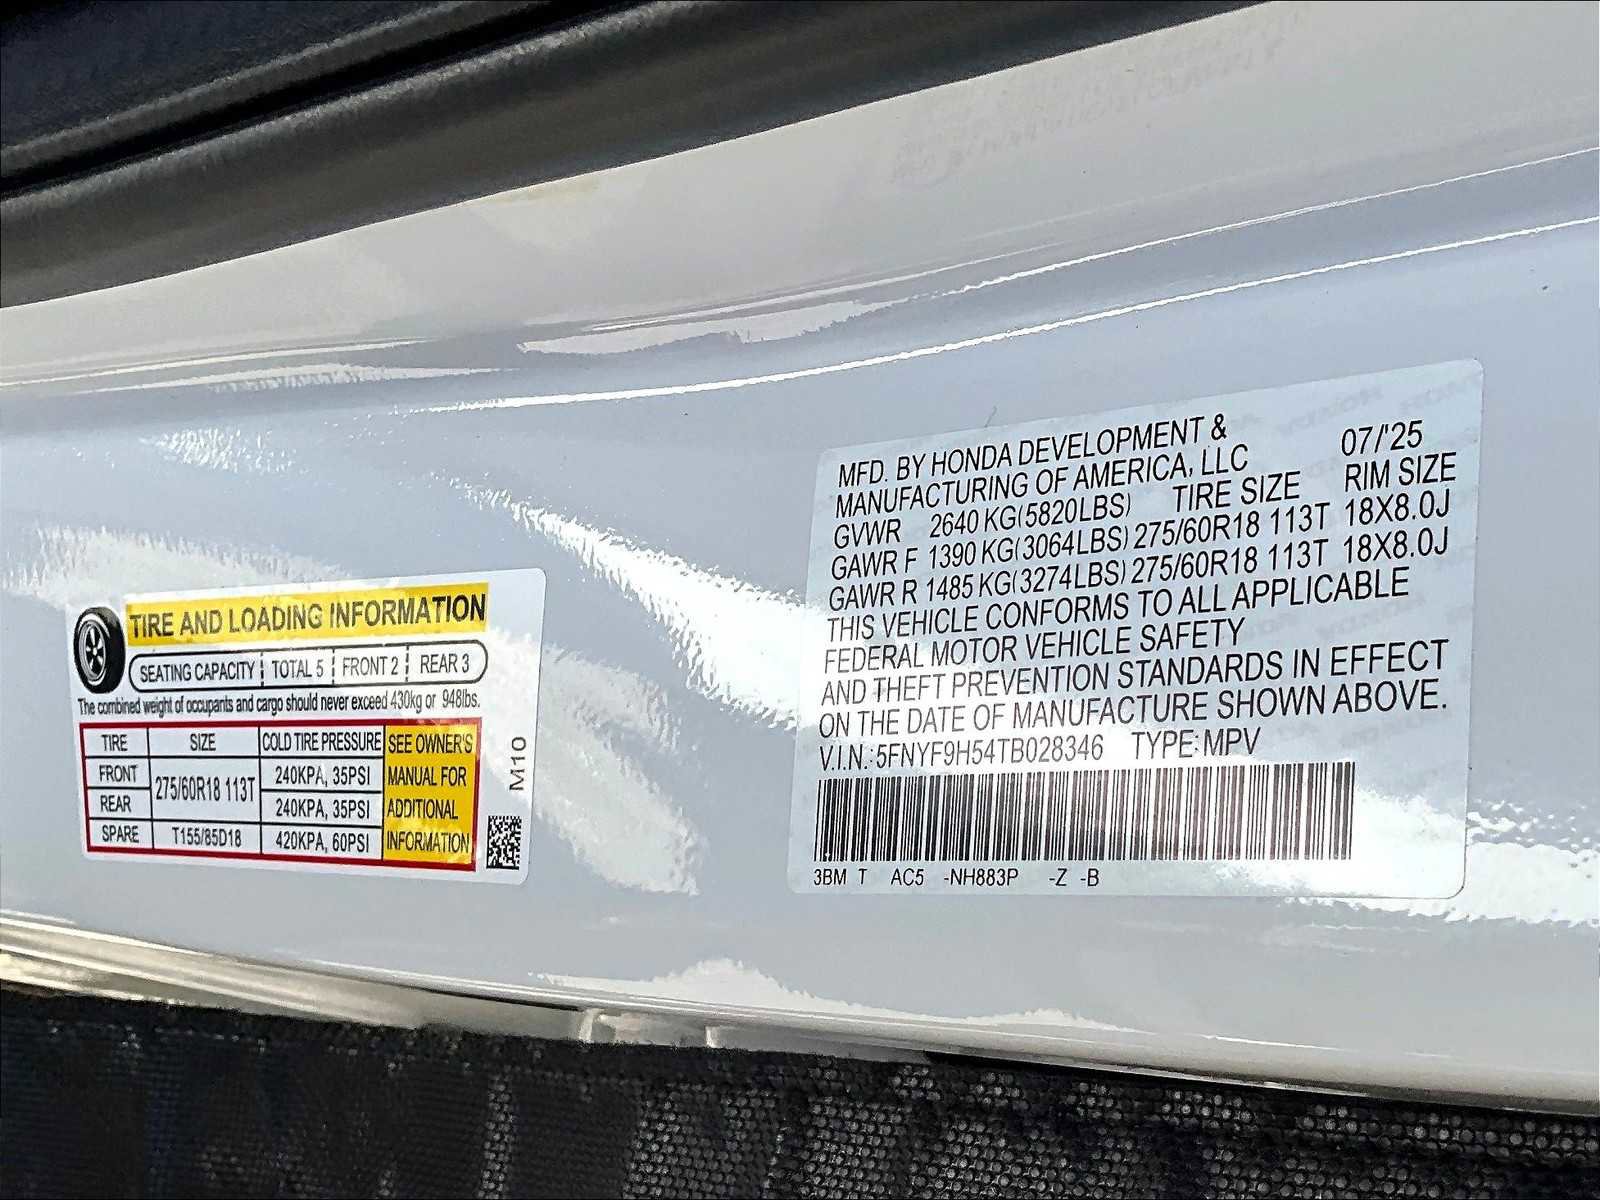 TIRE AND LOADING INFORMATION
SEATING CAPACITY TOTAL 5 FRONT 2 REAR 3
The combined weight of occupants and cargo should never exceed 430kg or 948lbs.
TIRE SIZE COLD TIRE PRESSURE SEE OWNER'S
FRONT 275/60R18 113T 240KPA, 35PSI MANUAL FOR
REAR 240KPA, 35PSI ADDITIONAL
SPARE T155/85D18 420KPA, 60PSI INFORMATION
M10
MFD. BY HONDA DEVELOPMENT & 07/'25
MANUFACTURING OF AMERICA, LLC
GVWR 2640 KG(5820LBS) TIRE SIZE RIM SIZE
GAWR F 1390 KG(3064LBS) 275/60R18 113T 18X8.0J
GAWR R 1485 KG(3274LBS) 275/60R18 113T 18X8.0J
THIS VEHICLE CONFORMS TO ALL APPLICABLE
FEDERAL MOTOR VEHICLE SAFETY
AND THEFT PREVENTION STANDARDS IN EFFECT
ON THE DATE OF MANUFACTURE SHOWN ABOVE.
V.I.N.:5FNYF9H54TB028346 TYPE:MPV
3BM T AC5 -NH883P -Z -B